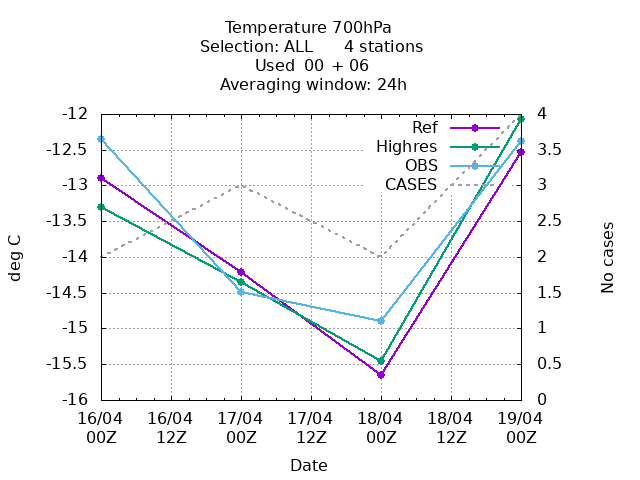 Temperature 700hPa
Selection: ALL 4 stations
Used 00 + 06
Averaging window: 24h
Ref
Highres
OBS
CASES
deg C
-12
-12.5
-13
-13.5
-14
-14.5
-15
-15.5
-16
4
3.5
3
2.5
2
1.5
1
0.5
0
No cases
16/04 17/04 17/04 18/04 18/04 19/04
00Z 12Z 00Z 12Z 00Z 12Z 00Z
Date